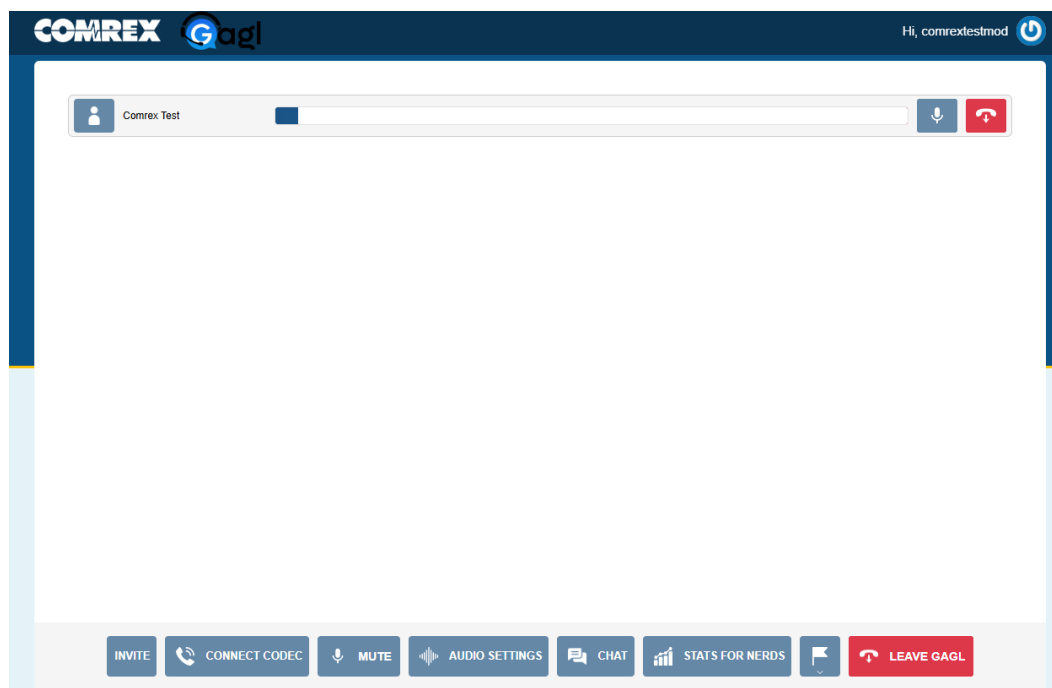 COMREX Gagl
Hi, comrextestmod
Comrex Test
INVITE
CONNECT CODEC
MUTE
AUDIO SETTINGS
CHAT
STATS FOR NERDS
LEAVE GAGL